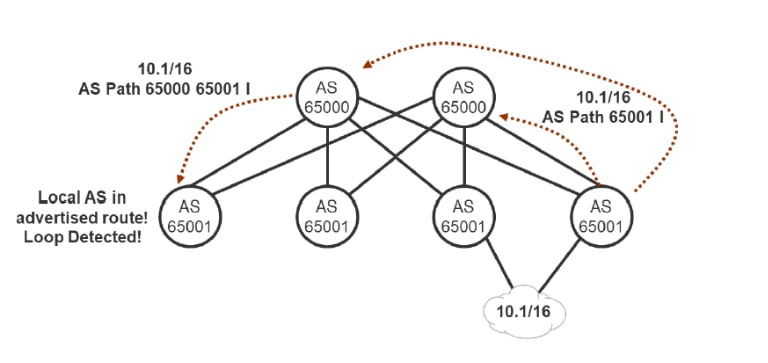 10.1/16
AS Path 65000 65001 I
AS
65000
AS
65000
10.1/16
AS Path 65001 I
Local AS in
advertised route!
Loop Detected!
AS
65001
AS
65001
AS
65001
AS
65001
10.1/16